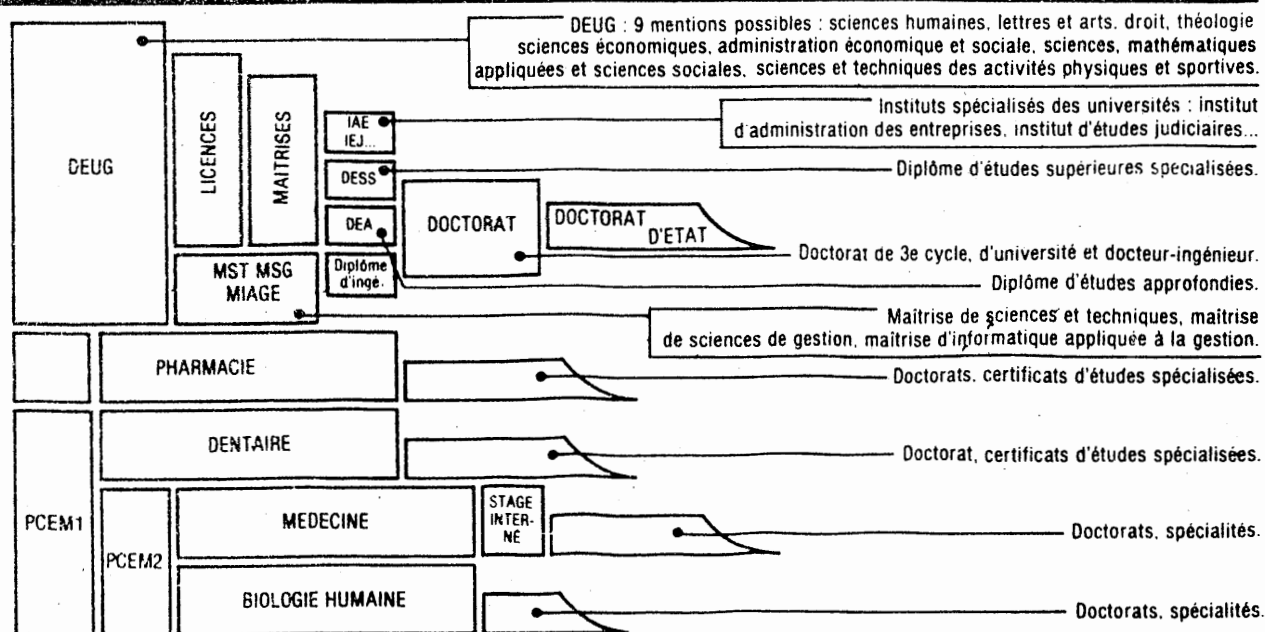 DEUG : 9 mentions possibles : sciences humaines, lettres et arts. droit, théologie
sciences économiques, administration économique et sociale, sciences, mathématiques
appliquées et sciences sociales, sciences et techniques des activités physiques et sportives.
DEUG
LICENCES
MAITRISES
IAE
IEJ...
Instituts spécialisés des universités : institut
d'administration des entreprises, institut d'études judiciaires...
DESS
Diplôme d'études supérieures spécialisées.
DEA
DOCTORAT
DOCTORAT
D'ETAT
Doctorat de 3e cycle, d'université et docteur-ingénieur.
MST MSG
MIAGE
Diplôme
d'ingé.
Diplôme d'études approfondies.
Maîtrise de sciences et techniques, maîtrise
de sciences de gestion, maîtrise d'informatique appliquée à la gestion.
PHARMACIE
Doctorats. certificats d'études spécialisées.
DENTAIRE
Doctorat, certificats d'études spécialisées.
PCEM1
PCEM2
MEDECINE
STAGE
INTER-
NÉ
Doctorats, spécialités.
BIOLOGIE HUMAINE
Doctorats, spécialités.